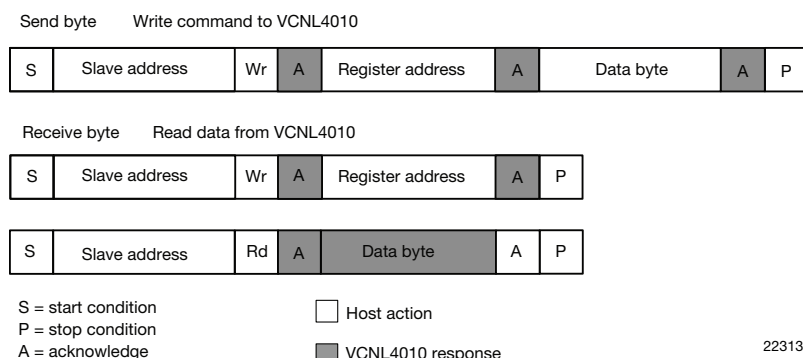 Send byte Write command to VCNL4010
S Slave address Wr A Register address A Data byte A P
Receive byte Read data from VCNL4010
S Slave address Wr A Register address A P
S Slave address Rd A Data byte A P
S = start condition
P = stop condition
A = acknowledge
Host action
VCNL4010 response
22313